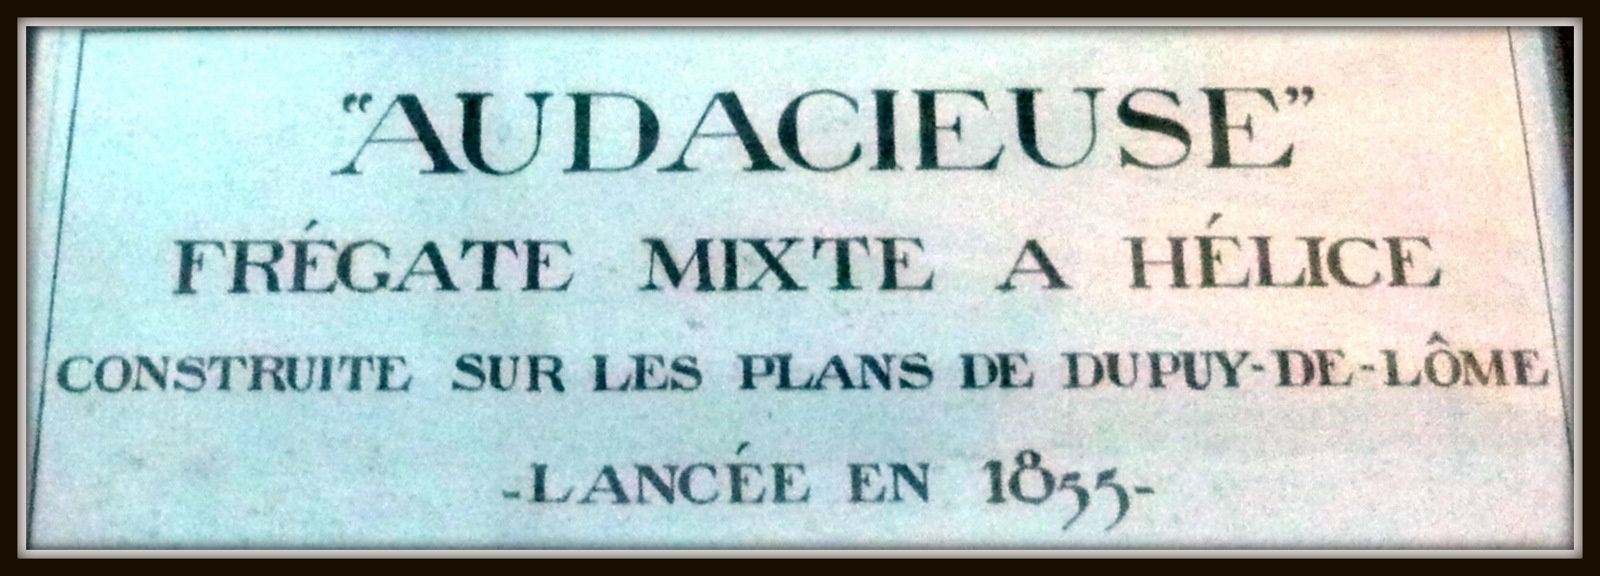 “AUDACIEUSE”
FRÉGATE MIXTE A HÉLICE
CONSTRUITE SUR LES PLANS DE DUPUY-DE-LÔME
-LANCÉE EN 1855-